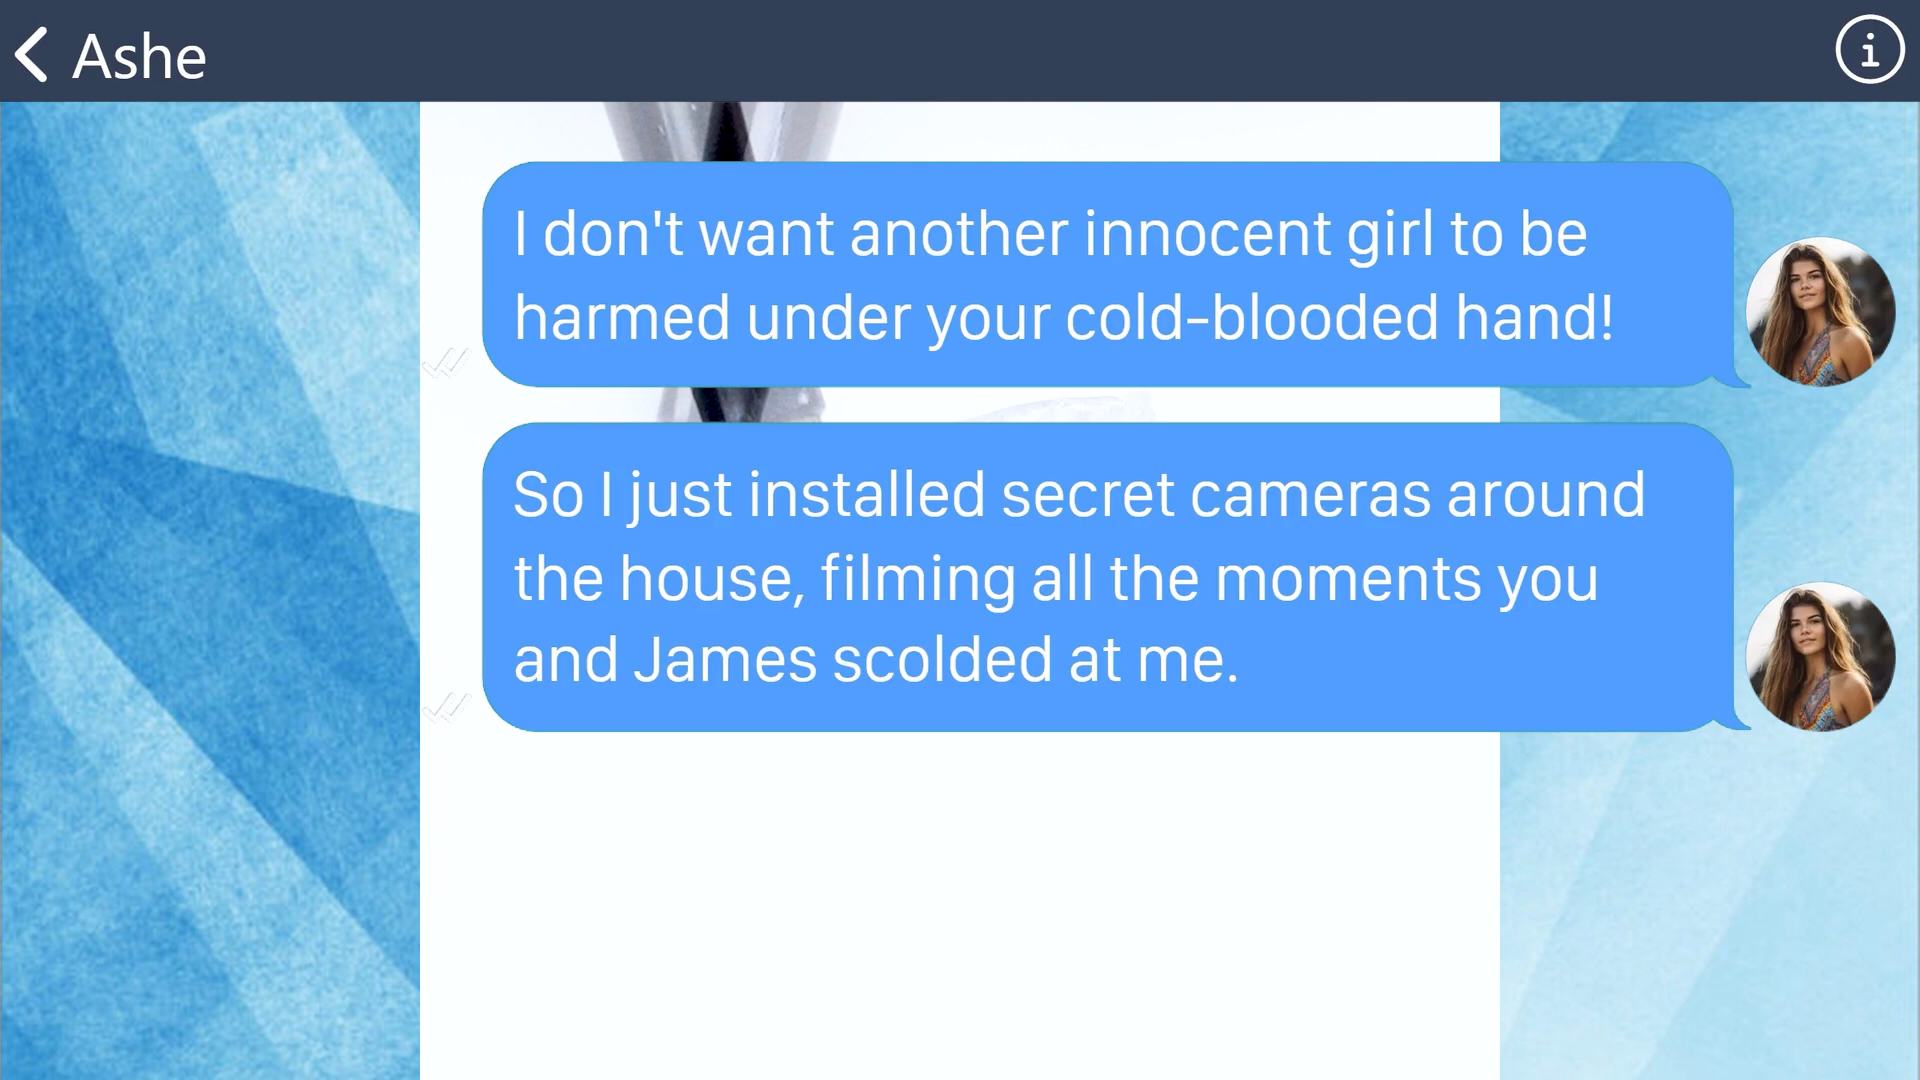 Ashe
I don't want another innocent girl to be
harmed under your cold-blooded hand!
So I just installed secret cameras around
the house, filming all the moments you
and James scolded at me.